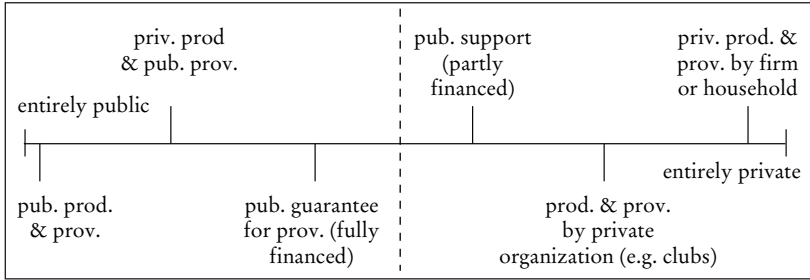 priv. prod
& pub. prov.
pub. support
(partly
financed)
priv. prod. &
prov. by firm
or household
entirely public
entirely private
pub. prod.
& prov.
pub. guarantee
for prov. (fully
financed)
prod. & prov.
by private
organization (e.g. clubs)